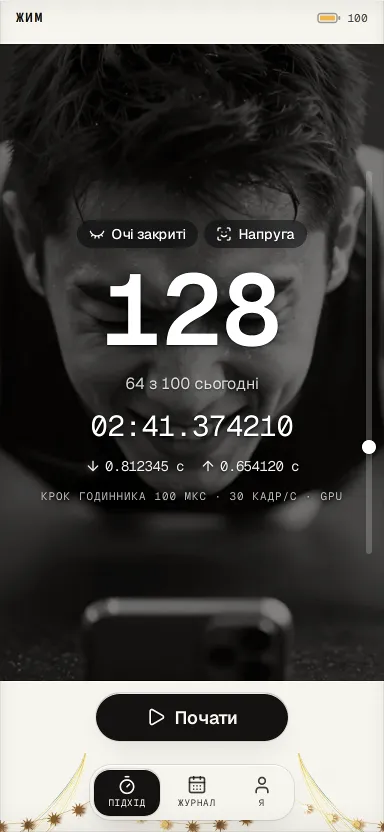 ЖИМ
100
Очі закриті
Напруга
128
64 з 100 сьогодні
02:41.374210
↓ 0.812345 с ↑ 0.654120 с
КРОК ГОДИННИКА 100 МКС · 30 КАДР/С · GPU
Почати
ПІДХІД
ЖУРНАЛ
Я